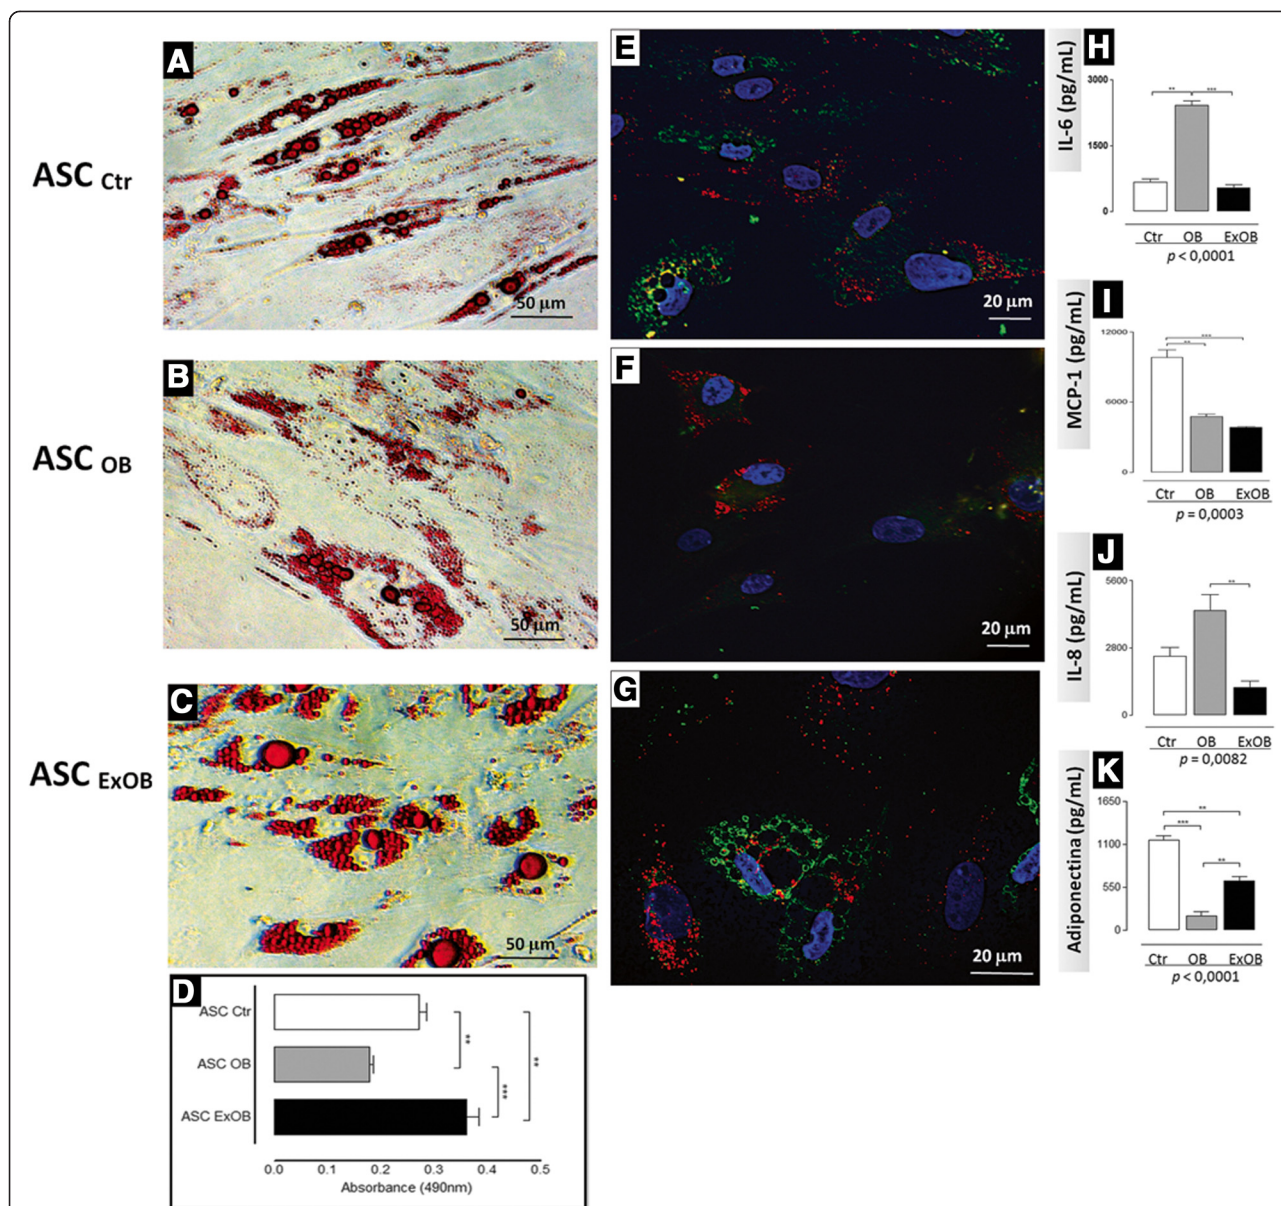 ASC Ctr
A
50 µm
ASC OB
B
50 µm
ASC ExOB
C
50 µm
D
ASC Ctr
ASC OB
ASC ExOB
**
***
**
0.0 0.1 0.2 0.3 0.4 0.5
Absorbance (490nm)
E
20 µm
F
20 µm
G
20 µm
H
IL-6 (pg/mL)
3000
1500
0
** ***
Ctr OB ExOB
p < 0,0001
I
MCP-1 (pg/mL)
12000
6000
0
***
**
Ctr OB ExOB
p = 0,0003
J
IL-8 (pg/mL)
5600
2800
0
**
Ctr OB ExOB
p = 0,0082
K
Adiponectina (pg/mL)
1650
1100
550
0
**
***
**
Ctr OB ExOB
p < 0,0001